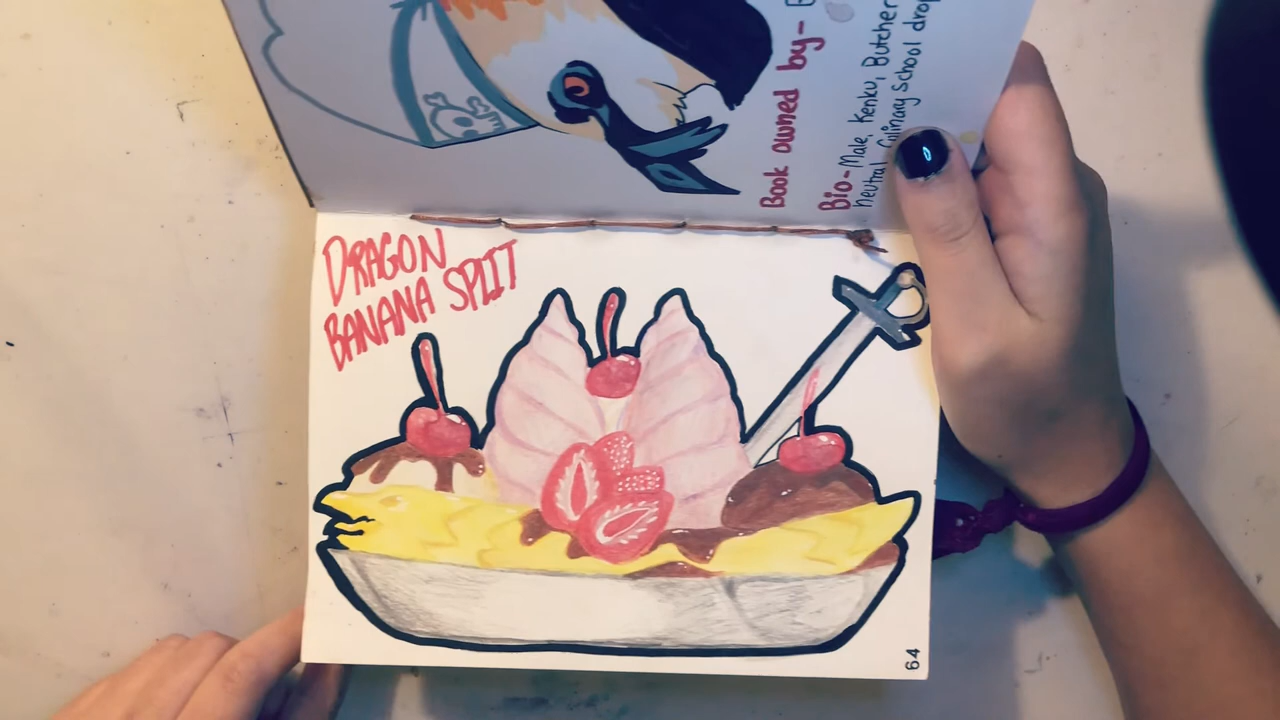 Book owned by-
Bio-Male, Kenku, Butcher
neutral, Culinary School drop
DRAGON
BANANA SPLIT
64